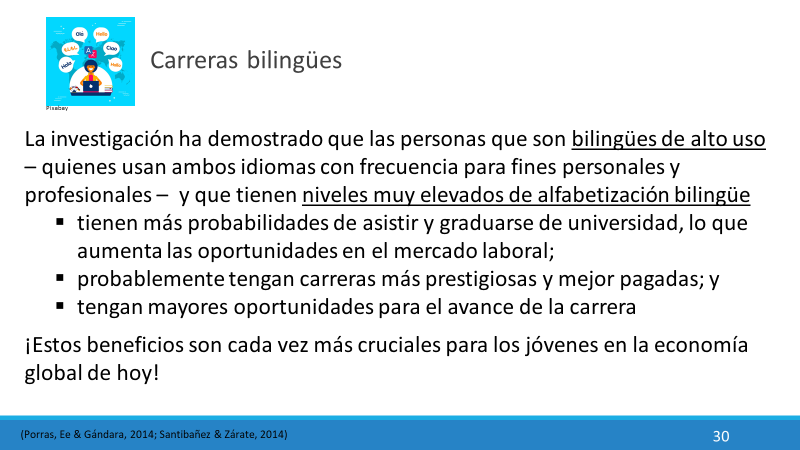 Olá
Hello
Ciao
Hola
Hello
A
Pixabay
Carreras bilingües
La investigación ha demostrado que las personas que son bilingües de alto uso
– quienes usan ambos idiomas con frecuencia para fines personales y
profesionales – y que tienen niveles muy elevados de alfabetización bilingüe
▪ tienen más probabilidades de asistir y graduarse de universidad, lo que
aumenta las oportunidades en el mercado laboral;
▪ probablemente tengan carreras más prestigiosas y mejor pagadas; y
▪ tengan mayores oportunidades para el avance de la carrera
¡Estos beneficios son cada vez más cruciales para los jóvenes en la economía
global de hoy!
(Porras, Ee & Gándara, 2014; Santibañez & Zárate, 2014)
30